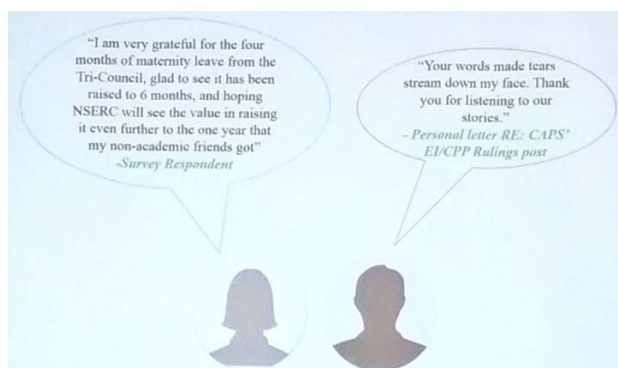 “I am very grateful for the four
months of maternity leave from the
Tri-Council, glad to see it has been
raised to 6 months, and hoping
NSERC will see the value in raising
it even further to the one year that
my non-academic friends got”
-Survey Respondent
“Your words made tears
stream down my face. Thank
you for listening to our
stories.”
- Personal letter RE: CAPS’
EI/CPP Rulings post